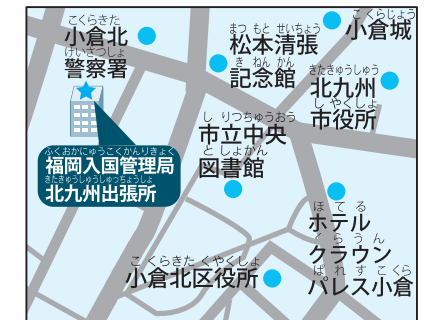 こくらきた
小倉北
けいさつしょ
警察署
まつ もと せいちょう
松本清張
き ねん かん
記念館
こくらじょう
小倉城
きたきゅうしゅう
北九州
し やくしょ
市役所
し りつちゅうおう
市立中央
と しょかん
図書館
ふくおかにゅうこくかんりきょく
福岡入国管理局
きたきゅうしゅうしゅっちょうしょ
北九州出張所
ほ て る
ホテル
く ら う ん
クラウン
ぱ れ す こ くら
パレス小倉
こ くらきた く やくしょ
小倉北区役所